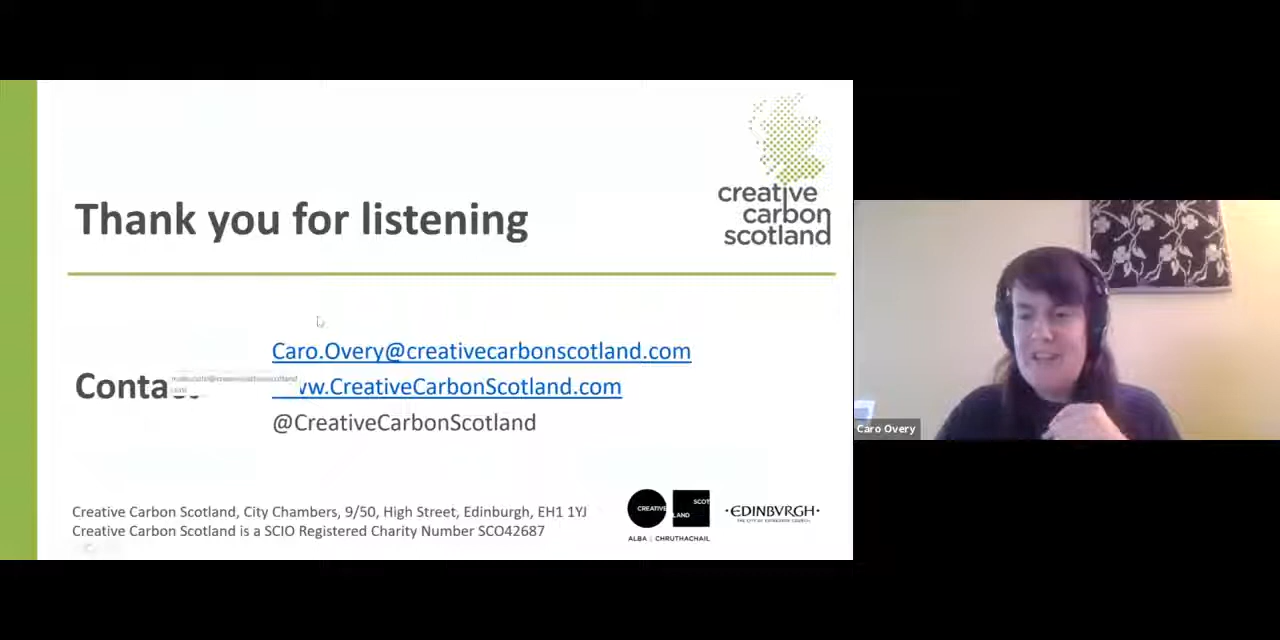 creative
carbon
scotland
Thank you for listening
Caro.Overy@creativecarbonscotland.com
www.CreativeCarbonScotland.com
@CreativeCarbonScotland
Creative Carbon Scotland, City Chambers, 9/50, High Street, Edinburgh, EH1 1YJ
Creative Carbon Scotland is a SCIO Registered Charity Number SCO42687
CREATIVE SCOT
LAND
ALBA | CHRUTHACHAIL
·EDINBVRGH·
THE CITY OF EDINBURGH COUNCIL
Caro Overy